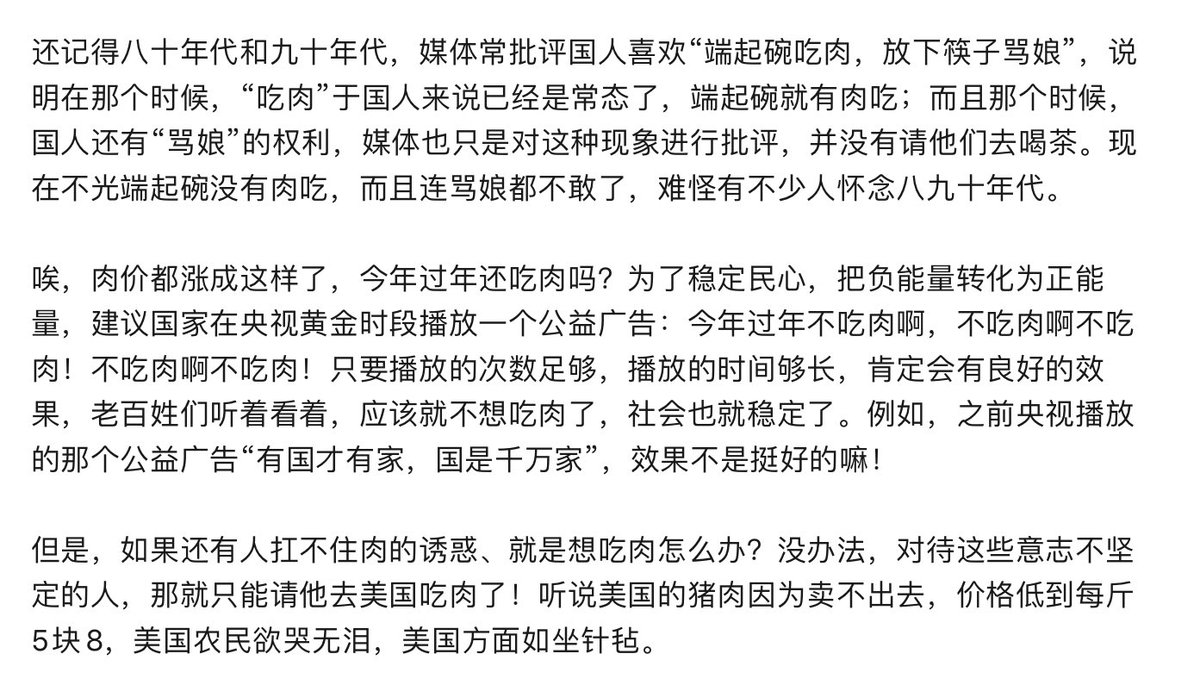 还记得八十年代和九十年代，媒体常批评国人喜欢“端起碗吃肉，放下筷子骂娘”，说
明在那个时候，“吃肉”于国人来说已经是常态了，端起碗就有肉吃；而且那个时候，
国人还有“骂娘”的权利，媒体也只是对这种现象进行批评，并没有请他们去喝茶。现
在不光端起碗没有肉吃，而且连骂娘都不敢了，难怪有不少人怀念八九十年代。
唉，肉价都涨成这样了，今年过年还吃肉吗？为了稳定民心，把负能量转化为正能
量，建议国家在央视黄金时段播放一个公益广告：今年过年不吃肉啊，不吃肉啊不吃
肉！不吃肉啊不吃肉！只要播放的次数足够，播放的时间够长，肯定会有良好的效
果，老百姓们听着看着，应该就不想吃肉了，社会也就稳定了。例如，之前央视播放
的那个公益广告“有国才有家，国是千万家”，效果不是挺好的嘛！
但是，如果还有人扛不住肉的诱惑、就是想吃肉怎么办？没办法，对待这些意志不坚
定的人，那就只能请他去美国吃肉了！听说美国的猪肉因为卖不出去，价格低到每斤
5块8，美国农民欲哭无泪，美国方面如坐针毡。